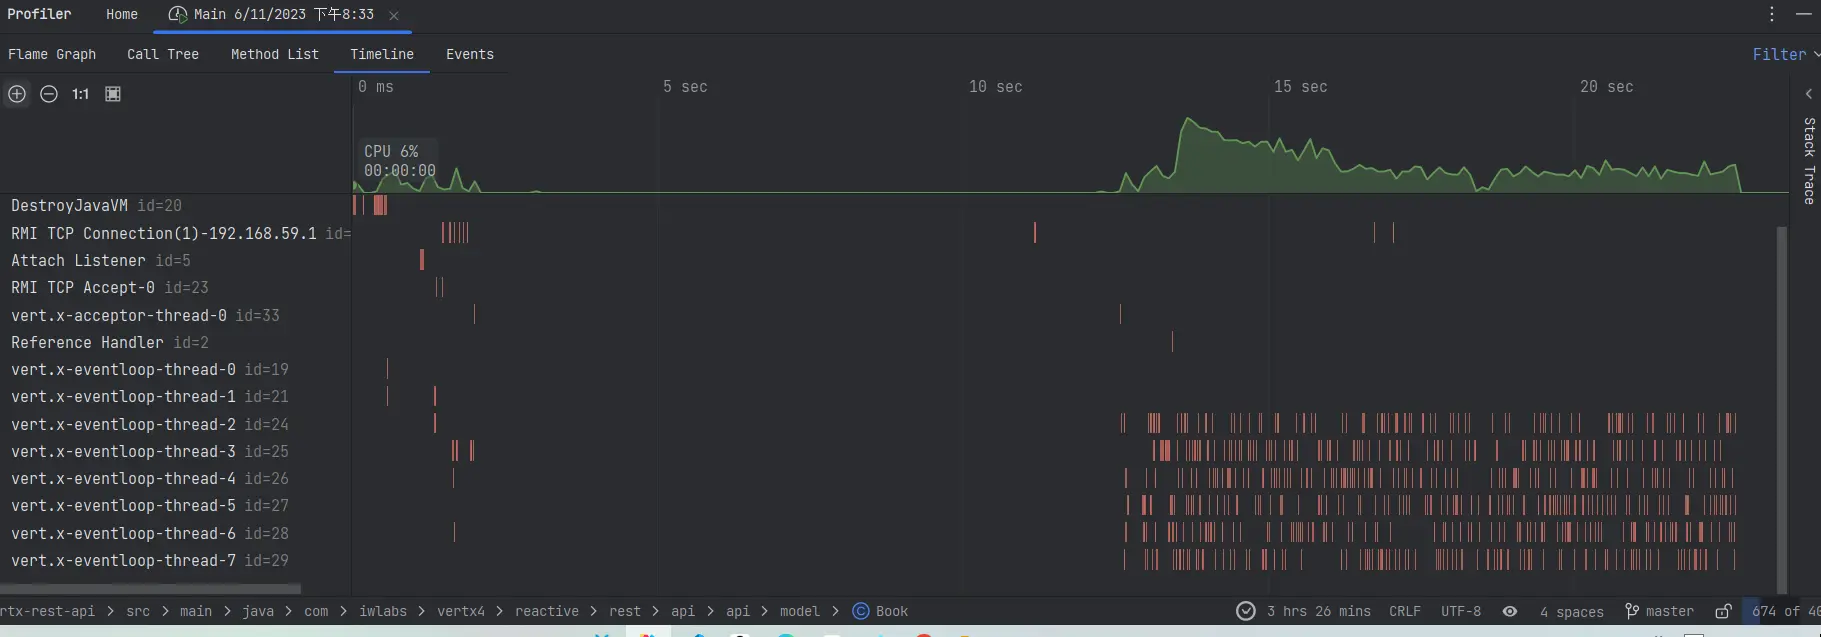 Profiler Home Main 6/11/2023 下午8:33
Flame Graph Call Tree Method List Timeline Events Filter
1:1 0 ms 5 sec 10 sec 15 sec 20 sec
CPU 6%
00:00:00
Stack Trace
DestroyJavaVM id=20
RMI TCP Connection(1)-192.168.59.1 id=
Attach Listener id=5
RMI TCP Accept-0 id=23
vert.x-acceptor-thread-0 id=33
Reference Handler id=2
vert.x-eventloop-thread-0 id=19
vert.x-eventloop-thread-1 id=21
vert.x-eventloop-thread-2 id=24
vert.x-eventloop-thread-3 id=25
vert.x-eventloop-thread-4 id=26
vert.x-eventloop-thread-5 id=27
vert.x-eventloop-thread-6 id=28
vert.x-eventloop-thread-7 id=29
rtx-rest-api > src > main > java > com > iwlabs > vertx4 > reactive > rest > api > api > model > Book 3 hrs 26 mins CRLF UTF-8 4 spaces master 674 of 40